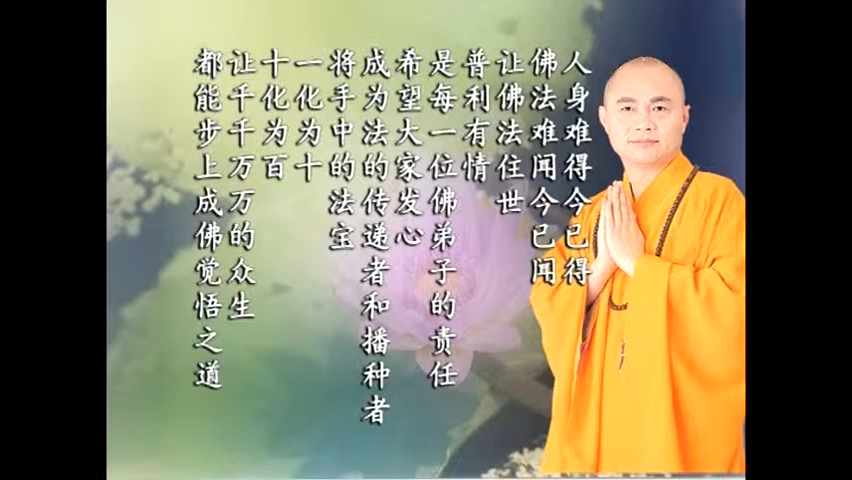 人身难得今已得
佛法难闻今已闻
让佛法住世
普利有情
是每一位佛弟子的责任
希望大家发心
成为法的传递者和播种者
将手中的法宝
一化为十
十化为百
让千千万万的众生
都能步上成佛觉悟之道